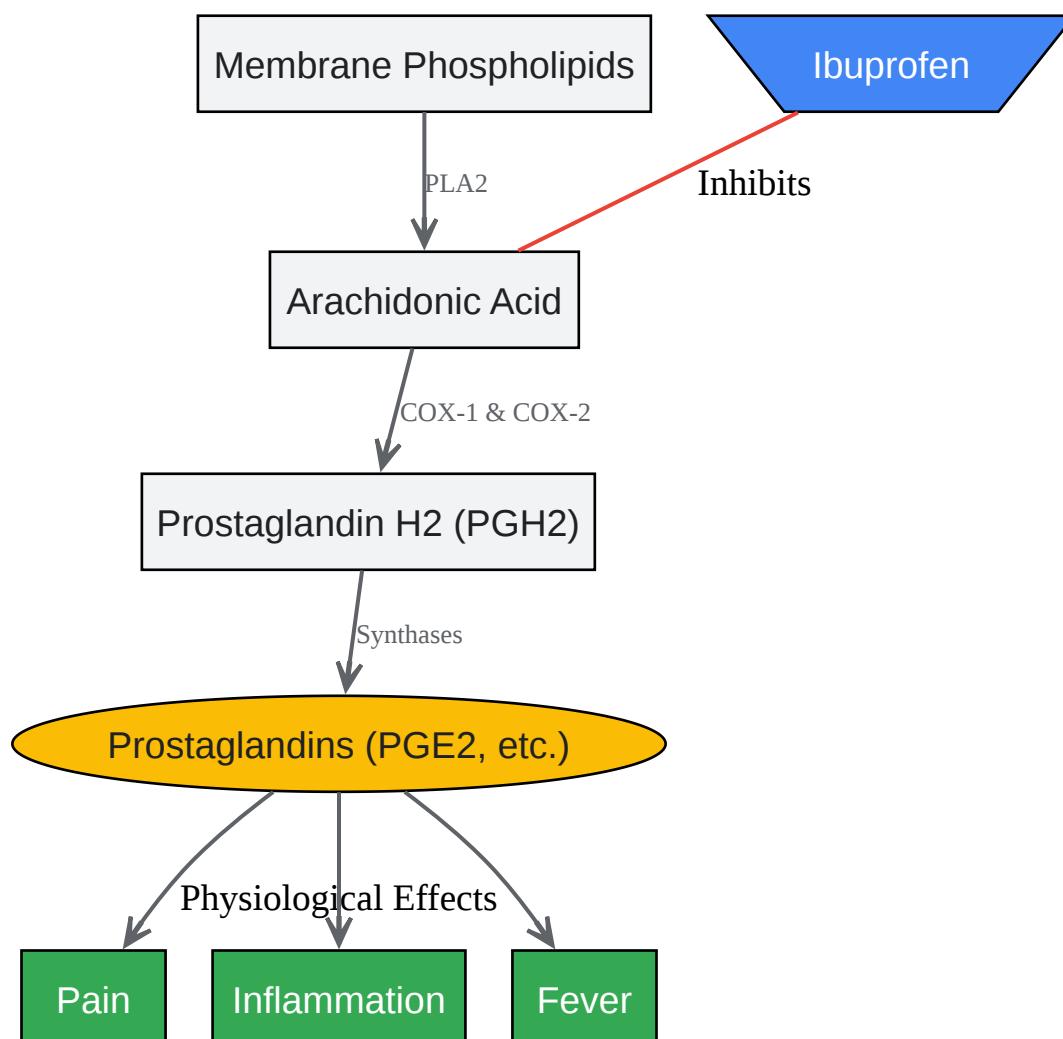 Membrane Phospholipids
Ibuprofen
PLA2
Inhibits
Arachidonic Acid
COX-1 & COX-2
Prostaglandin H2 (PGH2)
Synthases
Prostaglandins (PGE2, etc.)
Physiological Effects
Pain
Inflammation
Fever